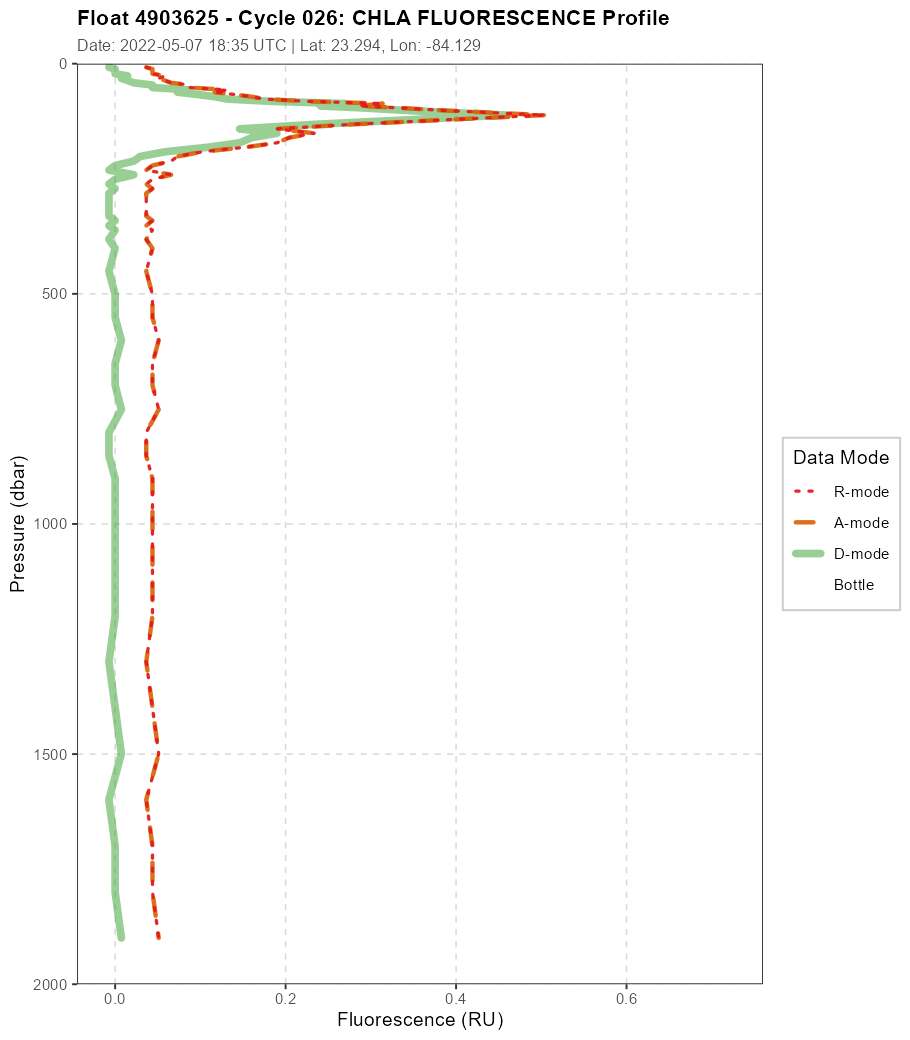 Float 4903625 - Cycle 026: CHLA FLUORESCENCE Profile
Date: 2022-05-07 18:35 UTC | Lat: 23.294, Lon: -84.129
0
500
1000
1500
2000
Pressure (dbar)
0.0
0.2
0.4
0.6
Fluorescence (RU)
Data Mode
R-mode
A-mode
D-mode
Bottle